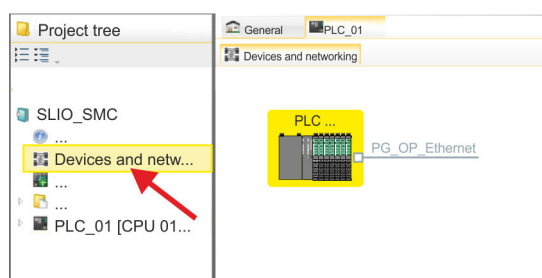 Project tree
SLIO_SMC
...
Devices and netw...
...
...
PLC_01 [CPU 01...
General
PLC_01
Devices and networking
PLC ...
PG_OP_Ethernet